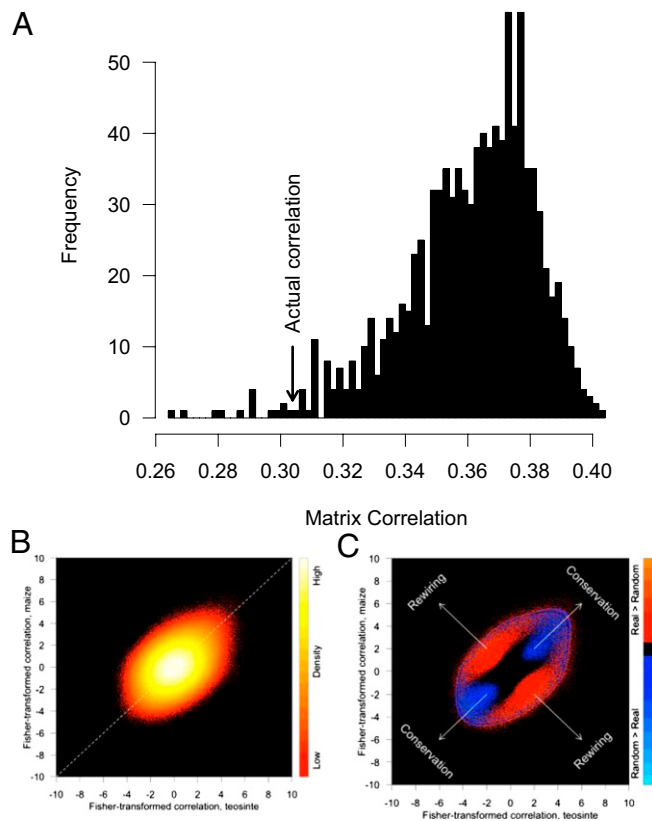 A
Frequency
50
40
30
20
10
0
Actual correlation
0.26 0.28 0.30 0.32 0.34 0.36 0.38 0.40
Matrix Correlation
B
Fisher-transformed correlation, maize
10
8
6
4
2
0
-2
-4
-6
-8
-10
-10 -8 -6 -4 -2 0 2 4 6 8 10
Fisher-transformed correlation, teosinte
High
Density
Low
C
Fisher-transformed correlation, maize
10
8
6
4
2
0
-2
-4
-6
-8
-10
Rewiring
Conservation
Conservation
Rewiring
-10 -8 -6 -4 -2 0 2 4 6 8 10
Fisher-transformed correlation, teosinte
Real > Random
Random > Real